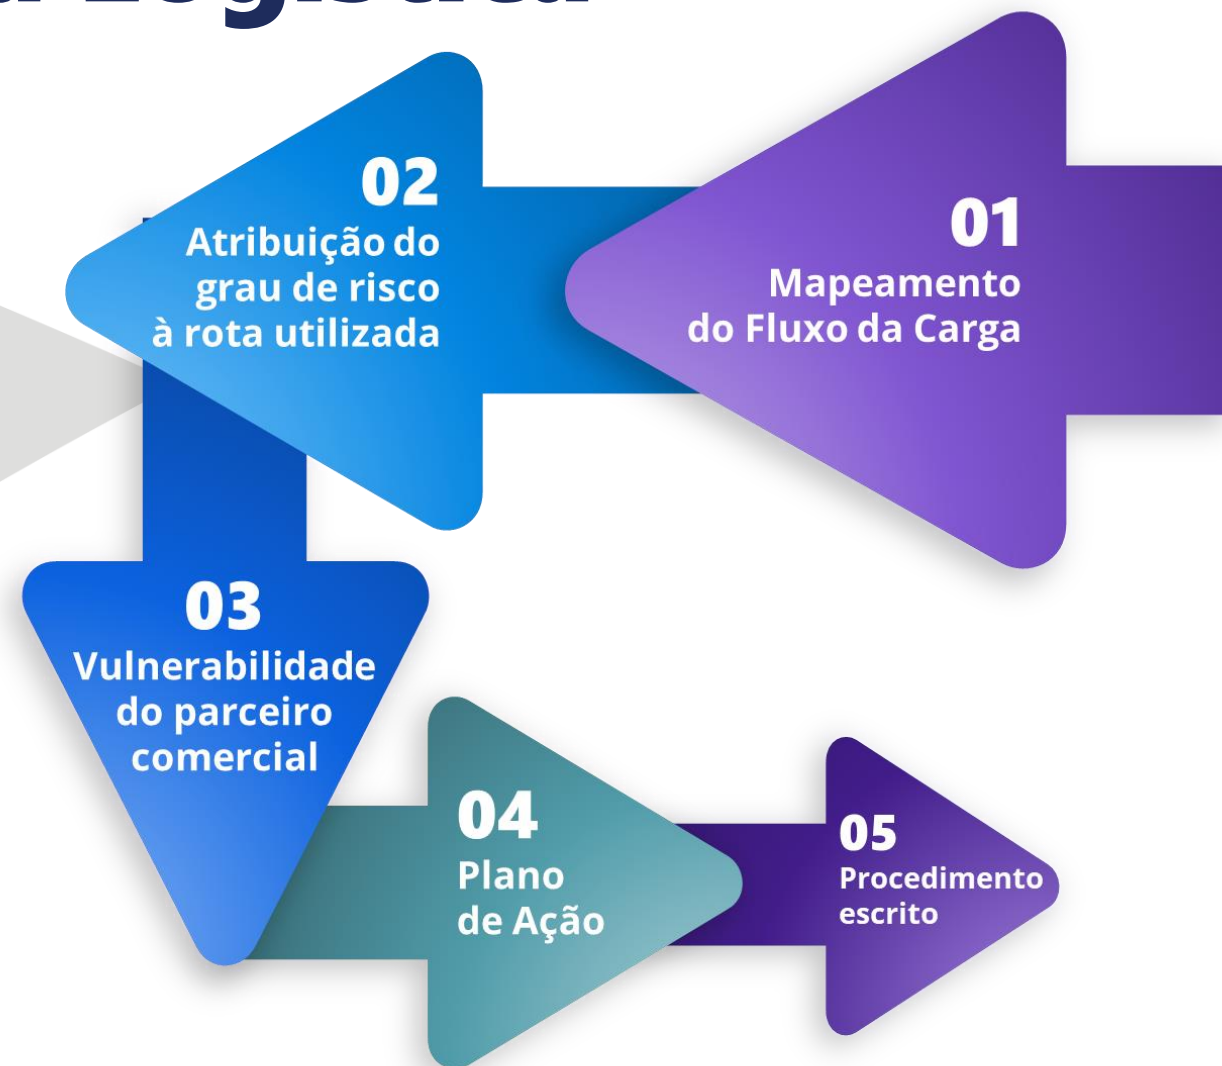 Logística
01
Mapeamento
do Fluxo da Carga
02
Atribuição do
grau de risco
à rota utilizada
03
Vulnerabilidade
do parceiro
comercial
04
Plano
de Ação
05
Procedimento
escrito